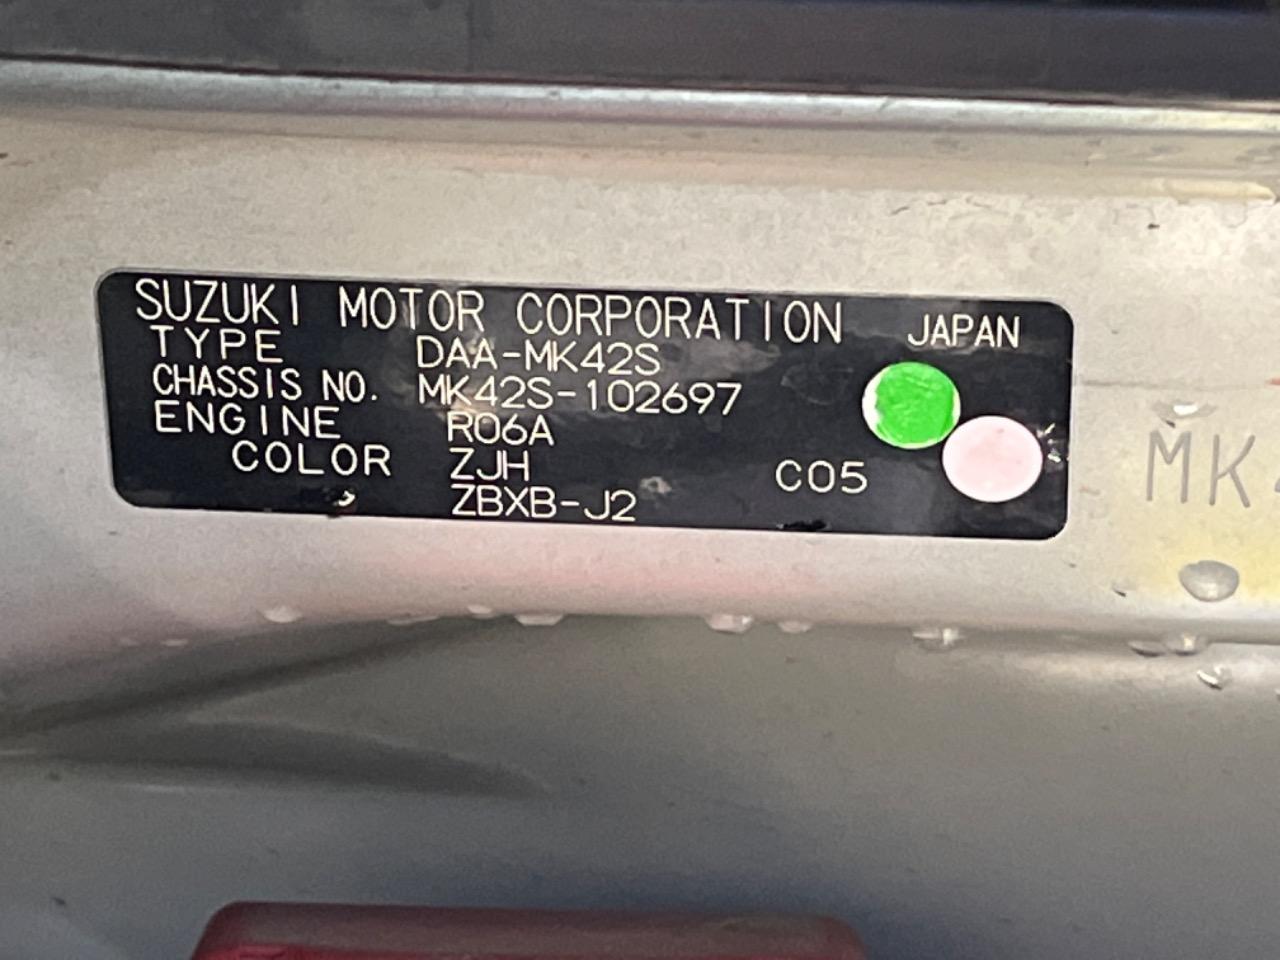 SUZUKI MOTOR CORPORATION JAPAN
TYPE DAA-MK42S
CHASSIS NO. MK42S-102697
ENGINE R06A
COLOR ZJH C05
ZBXB-J2
MK